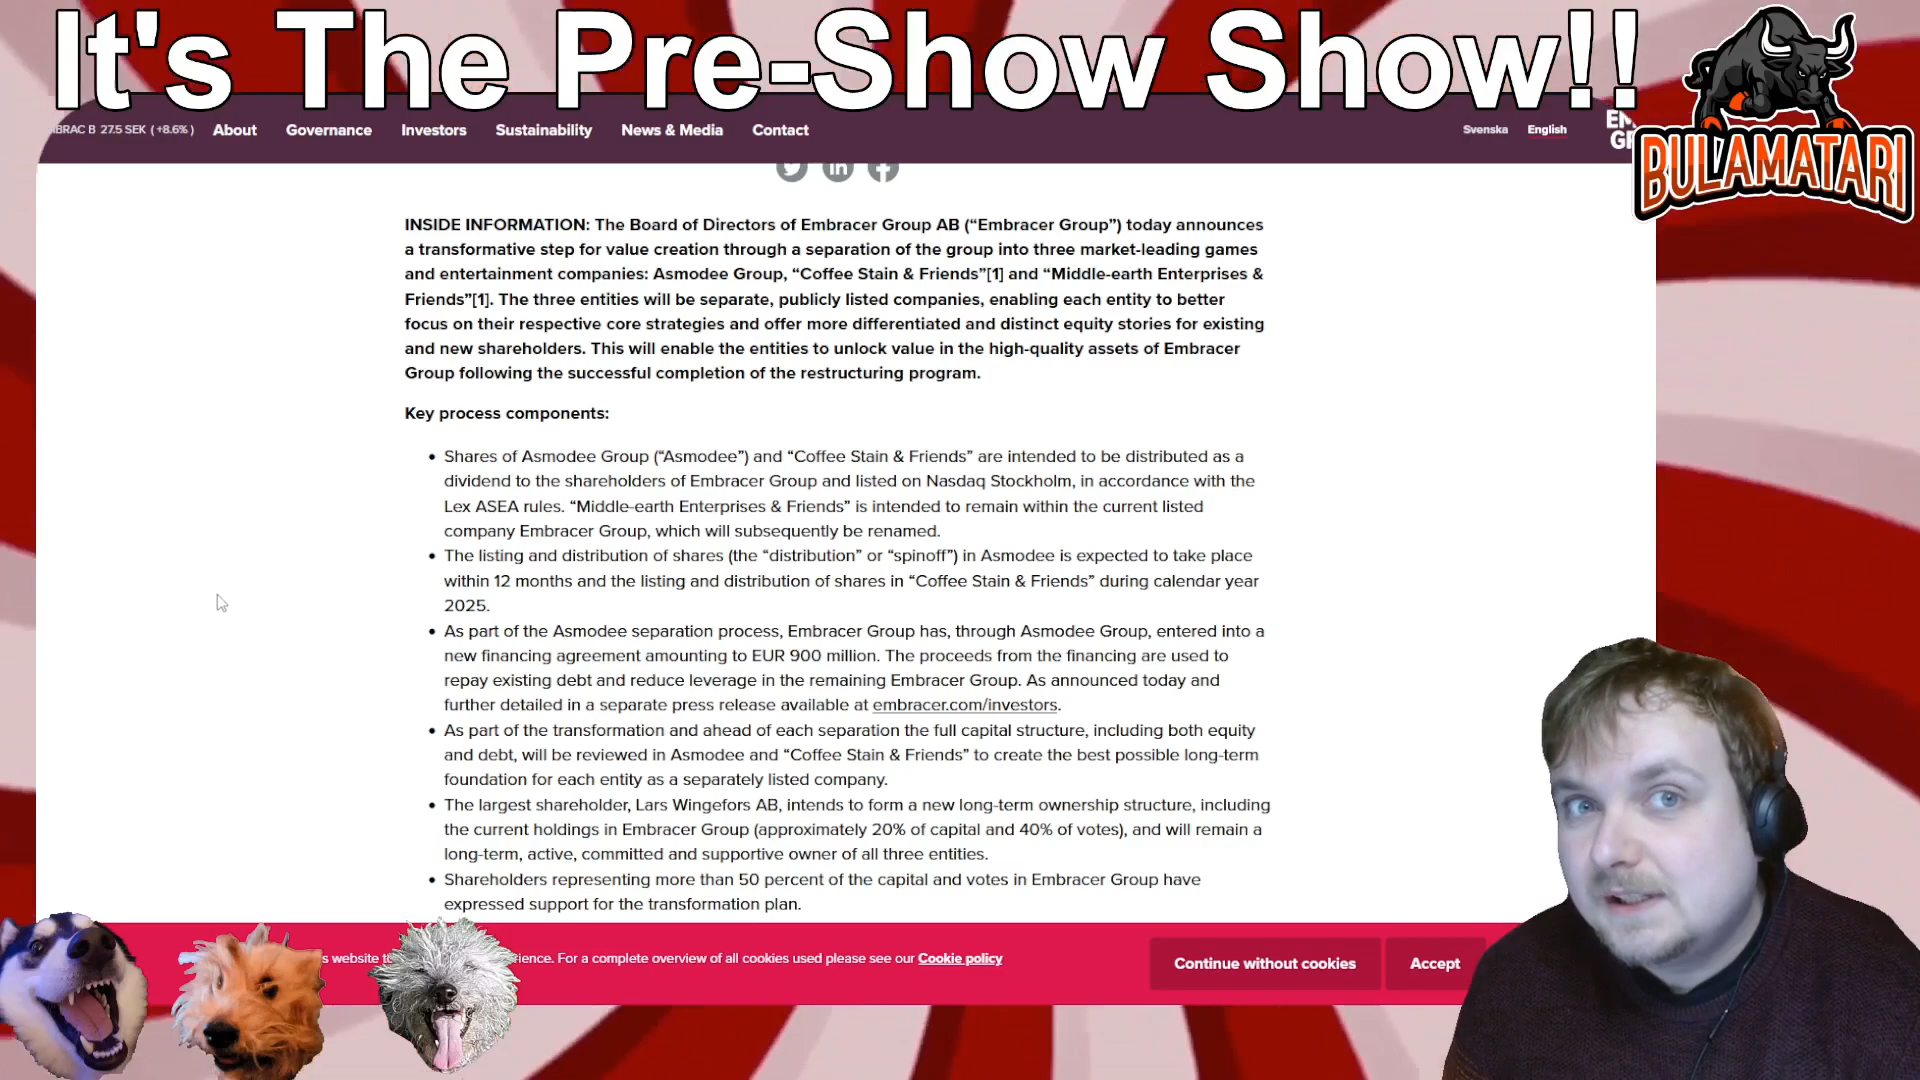 It's The Pre-Show Show!!
BRAC B 27.5 SEK ( +8.6% ) About Governance Investors Sustainability News & Media Contact Svenska English
BULAMATARI
INSIDE INFORMATION: The Board of Directors of Embracer Group AB (“Embracer Group”) today announces
a transformative step for value creation through a separation of the group into three market-leading games
and entertainment companies: Asmodee Group, “Coffee Stain & Friends”[1] and “Middle-earth Enterprises &
Friends”[1]. The three entities will be separate, publicly listed companies, enabling each entity to better
focus on their respective core strategies and offer more differentiated and distinct equity stories for existing
and new shareholders. This will enable the entities to unlock value in the high-quality assets of Embracer
Group following the successful completion of the restructuring program.
Key process components:
• Shares of Asmodee Group (“Asmodee”) and “Coffee Stain & Friends” are intended to be distributed as a
dividend to the shareholders of Embracer Group and listed on Nasdaq Stockholm, in accordance with the
Lex ASEA rules. “Middle-earth Enterprises & Friends” is intended to remain within the current listed
company Embracer Group, which will subsequently be renamed.
• The listing and distribution of shares (the “distribution” or “spinoff”) in Asmodee is expected to take place
within 12 months and the listing and distribution of shares in “Coffee Stain & Friends” during calendar year
2025.
• As part of the Asmodee separation process, Embracer Group has, through Asmodee Group, entered into a
new financing agreement amounting to EUR 900 million. The proceeds from the financing are used to
repay existing debt and reduce leverage in the remaining Embracer Group. As announced today and
further detailed in a separate press release available at embracer.com/investors.
• As part of the transformation and ahead of each separation the full capital structure, including both equity
and debt, will be reviewed in Asmodee and “Coffee Stain & Friends” to create the best possible long-term
foundation for each entity as a separately listed company.
• The largest shareholder, Lars Wingefors AB, intends to form a new long-term ownership structure, including
the current holdings in Embracer Group (approximately 20% of capital and 40% of votes), and will remain a
long-term, active, committed and supportive owner of all three entities.
• Shareholders representing more than 50 percent of the capital and votes in Embracer Group have
expressed support for the transformation plan.
s website rience. For a complete overview of all cookies used please see our Cookie policy
Continue without cookies Accept